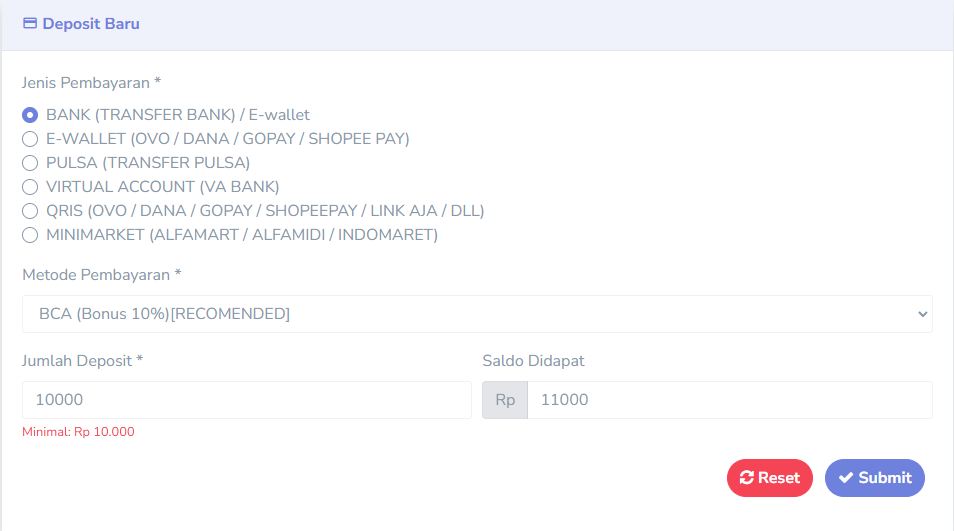 Deposit Baru
Jenis Pembayaran *
BANK (TRANSFER BANK) / E-wallet
E-WALLET (OVO / DANA / GOPAY / SHOPEE PAY)
PULSA (TRANSFER PULSA)
VIRTUAL ACCOUNT (VA BANK)
QRIS (OVO / DANA / GOPAY / SHOPEEPAY / LINK AJA / DLL)
MINIMARKET (ALFAMART / ALFAMIDI / INDOMARET)
Metode Pembayaran *
BCA (Bonus 10%)[RECOMENDED]
Jumlah Deposit *
10000
Minimal: Rp 10.000
Saldo Didapat
Rp 11000
Reset
Submit